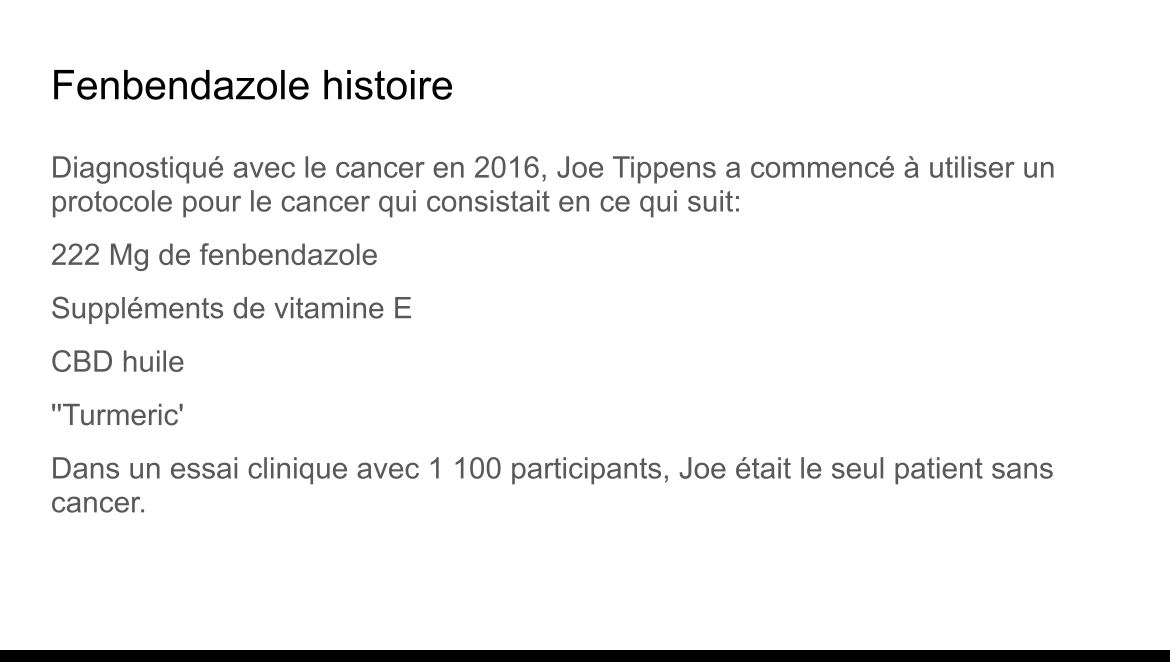 Fenbendazole histoire
Diagnostiqué avec le cancer en 2016, Joe Tippens a commencé à utiliser un
protocole pour le cancer qui consistait en ce qui suit:
222 Mg de fenbendazole
Suppléments de vitamine E
CBD huile
"Turmeric'
Dans un essai clinique avec 1 100 participants, Joe était le seul patient sans
cancer.